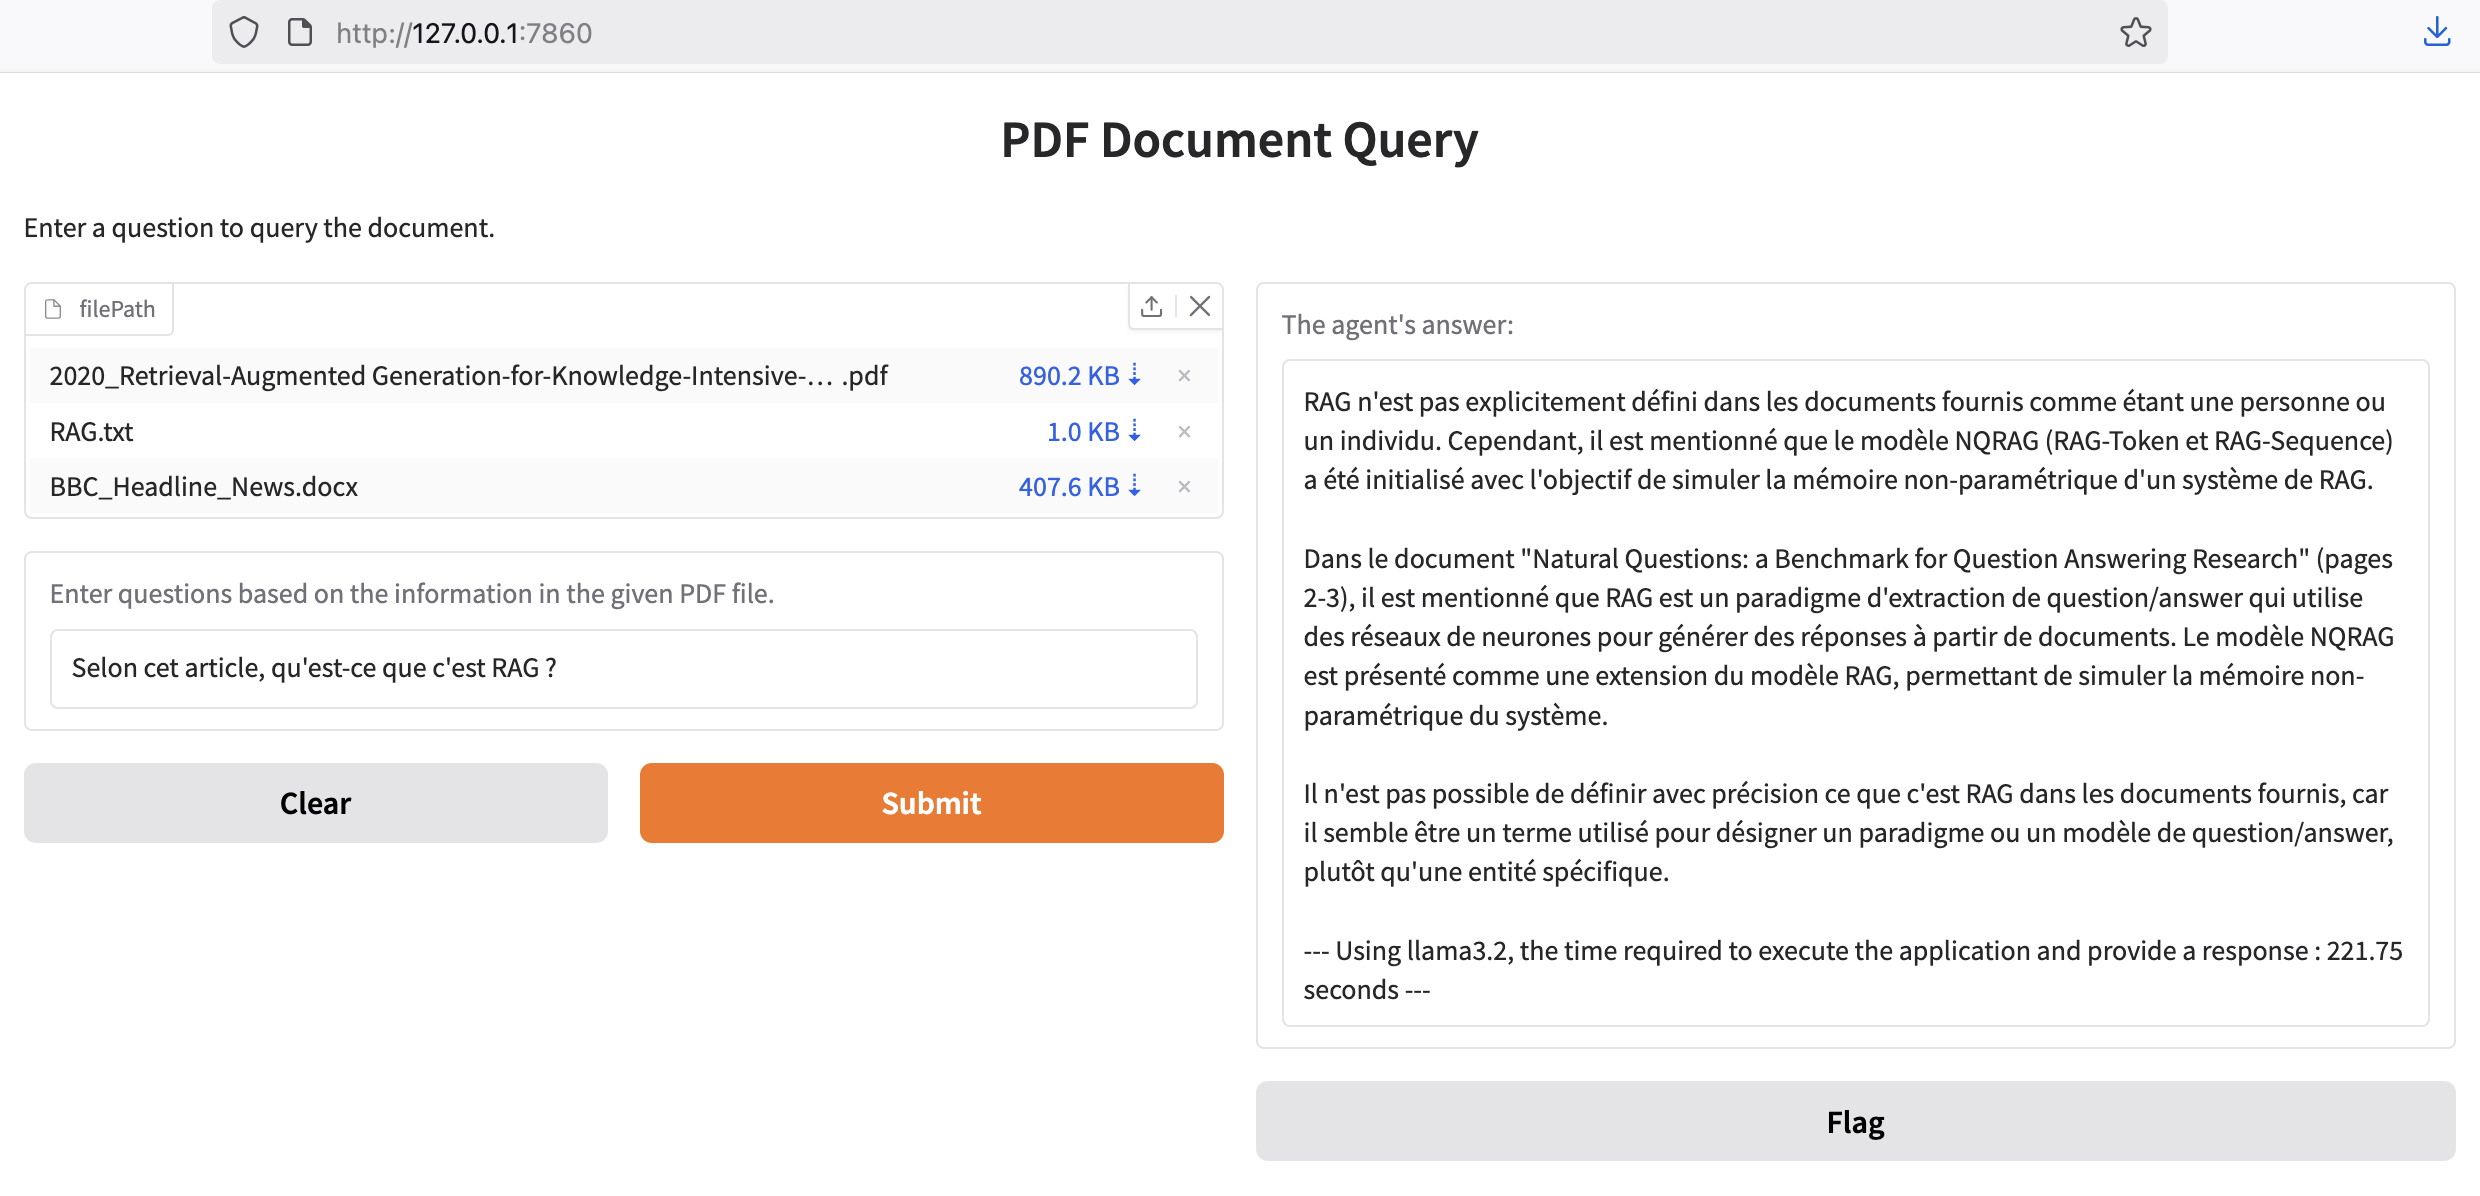 http://127.0.0.1:7860
PDF Document Query
Enter a question to query the document.
filePath
2020_Retrieval-Augmented Generation-for-Knowledge-Intensive-... .pdf 890.2 KB ⇣ ×
RAG.txt 1.0 KB ⇣ ×
BBC_Headline_News.docx 407.6 KB ⇣ ×
Enter questions based on the information in the given PDF file.
Selon cet article, qu'est-ce que c'est RAG ?
Clear
Submit
The agent's answer:
RAG n'est pas explicitement défini dans les documents fournis comme étant une personne ou
un individu. Cependant, il est mentionné que le modèle NQRAG (RAG-Token et RAG-Sequence)
a été initialisé avec l'objectif de simuler la mémoire non-paramétrique d'un système de RAG.
Dans le document "Natural Questions: a Benchmark for Question Answering Research" (pages
2-3), il est mentionné que RAG est un paradigme d'extraction de question/answer qui utilise
des réseaux de neurones pour générer des réponses à partir de documents. Le modèle NQRAG
est présenté comme une extension du modèle RAG, permettant de simuler la mémoire non-
paramétrique du système.
Il n'est pas possible de définir avec précision ce que c'est RAG dans les documents fournis, car
il semble être un terme utilisé pour désigner un paradigme ou un modèle de question/answer,
plutôt qu'une entité spécifique.
--- Using llama3.2, the time required to execute the application and provide a response : 221.75
seconds ---
Flag